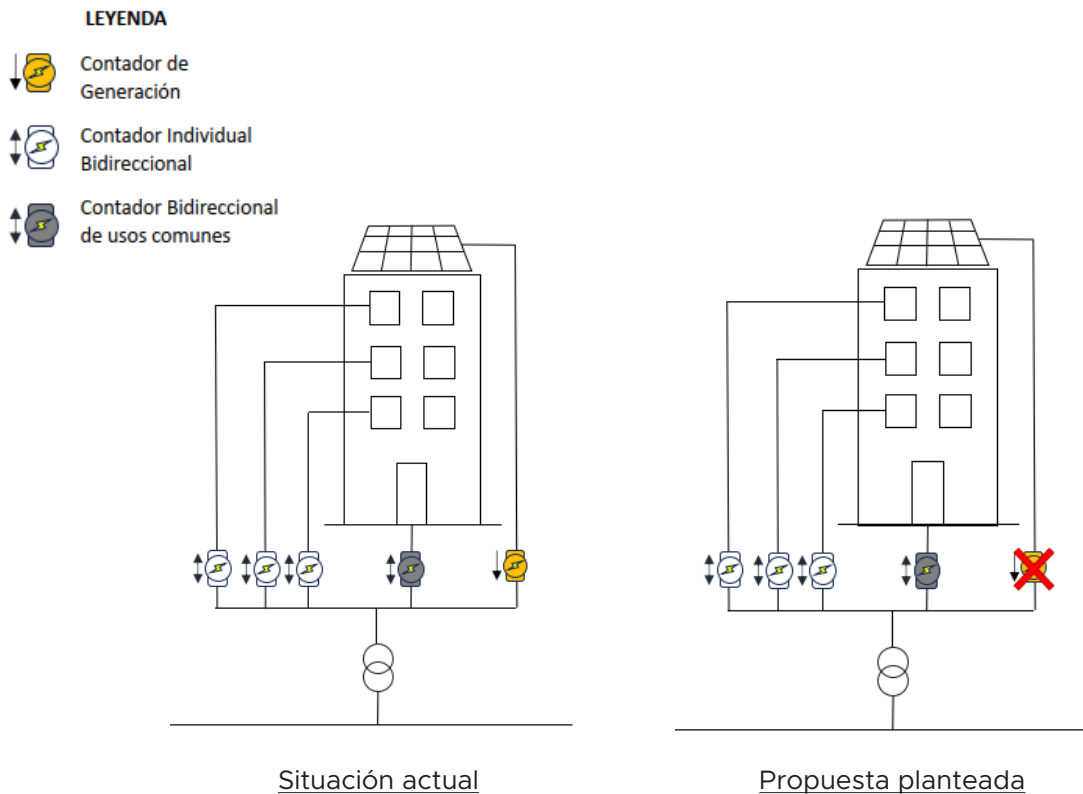 LEYENDA
Contador de
Generación
Contador Individual
Bidireccional
Contador Bidireccional
de usos comunes
Situación actual
Propuesta planteada